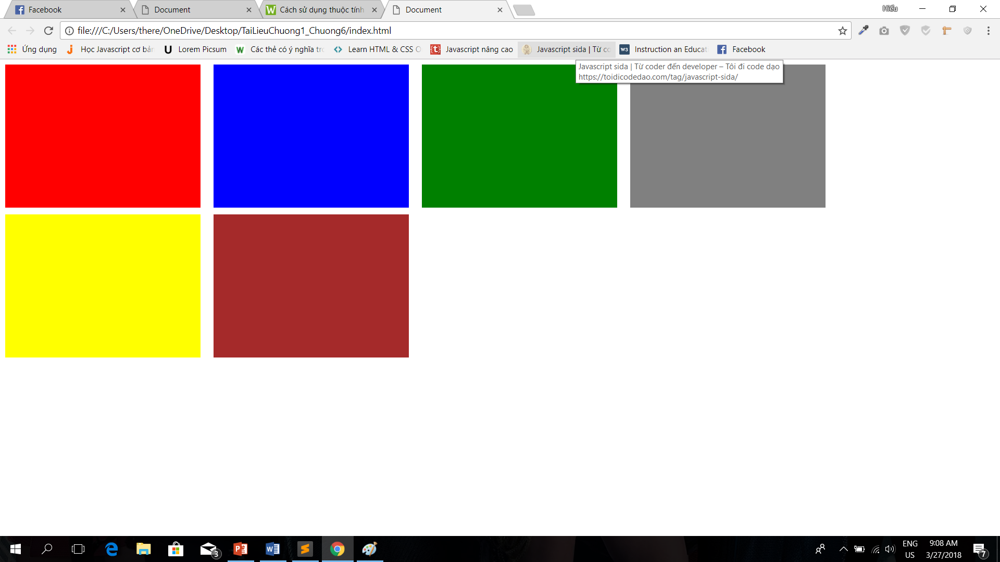 Facebook
Document
Cách sử dụng thuộc tính
Document
Hiếu
file:///C:/Users/there/OneDrive/Desktop/TaiLieuChuong1_Chuong6/index.html
Ứng dụng
Học Javascript cơ bản
Lorem Picsum
Các thẻ có ý nghĩa tro
Learn HTML & CSS O
Javascript nâng cao
Javascript sida | Từ co
Instruction an Educat
Facebook
Javascript sida | Từ coder đến developer – Tôi đi code dạo
https://toidicodedao.com/tag/javascript-sida/
3
ENG
US
9:08 AM
3/27/2018
7